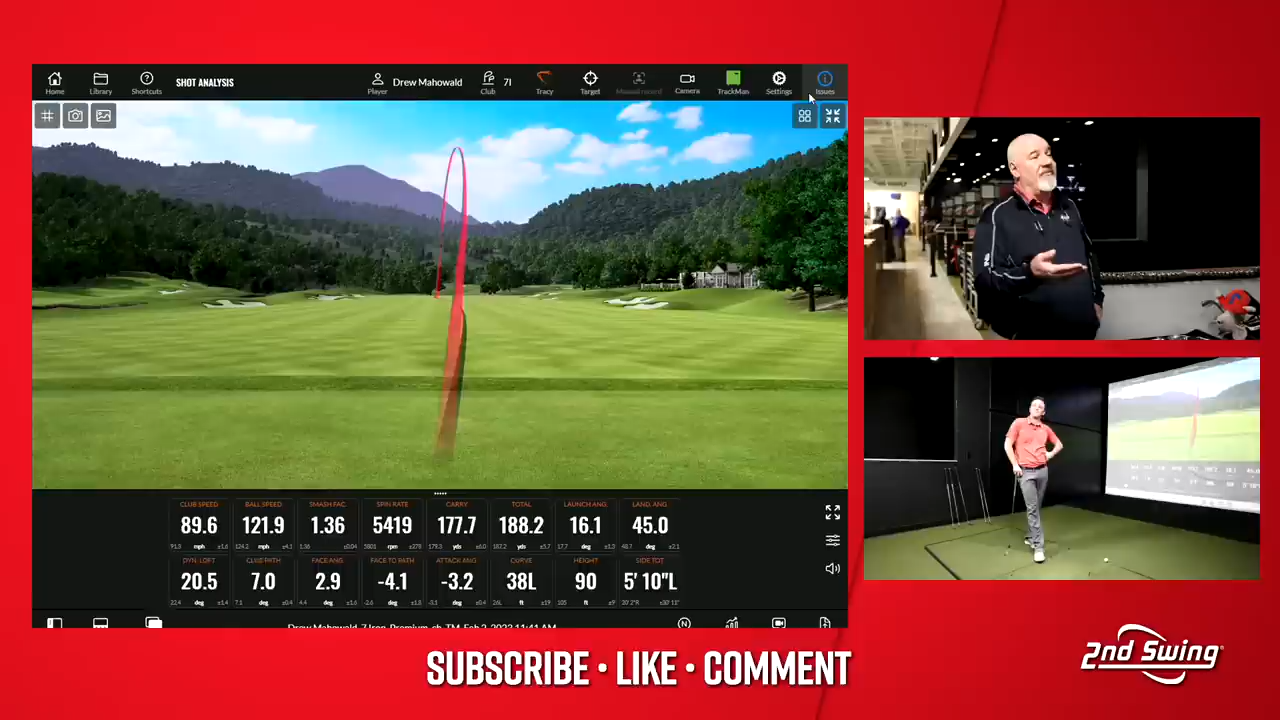 Home
Library
Shortcuts
SHOT ANALYSIS
Player
Drew Mahowald
Club
7I
Tracy
Target
Manual record
Camera
TrackMan
Settings
Issues
CLUB SPEED BALL SPEED SMASH FAC. SPIN RATE CARRY TOTAL LAUNCH ANG. LAND. ANG.
89.6 121.9 1.36 5419 177.7 188.2 16.1 45.0
mph mph rpm yds yds deg deg
DYN. LOFT CLUB PATH FACE ANG. FACE TO PATH ATTACK ANG. CURVE HEIGHT SIDE TOT.
20.5 7.0 2.9 -4.1 -3.2 38L 90 5' 10"L
deg deg deg deg deg ft ft
SUBSCRIBE • LIKE • COMMENT
2nd Swing